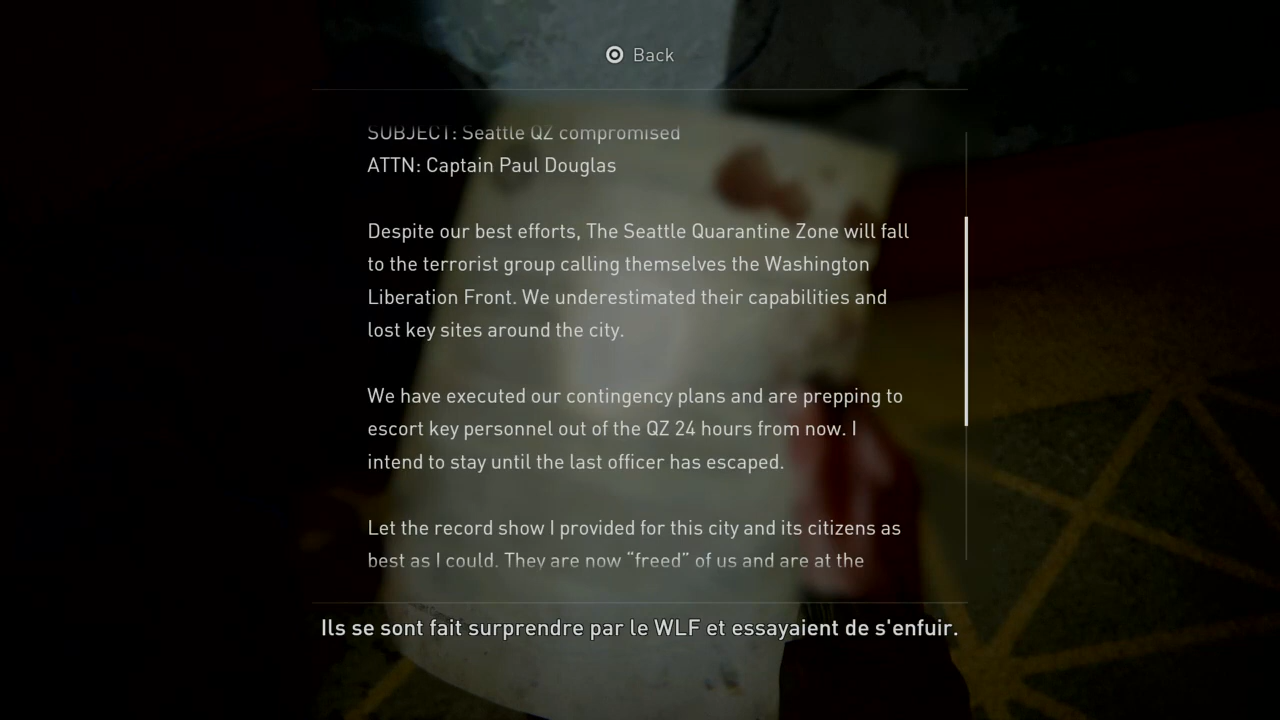 Back
SUBJECT: Seattle QZ compromised
ATTN: Captain Paul Douglas
Despite our best efforts, The Seattle Quarantine Zone will fall
to the terrorist group calling themselves the Washington
Liberation Front. We underestimated their capabilities and
lost key sites around the city.
We have executed our contingency plans and are prepping to
escort key personnel out of the QZ 24 hours from now. I
intend to stay until the last officer has escaped.
Let the record show I provided for this city and its citizens as
best as I could. They are now “freed” of us and are at the
Ils se sont fait surprendre par le WLF et essayaient de s'enfuir.